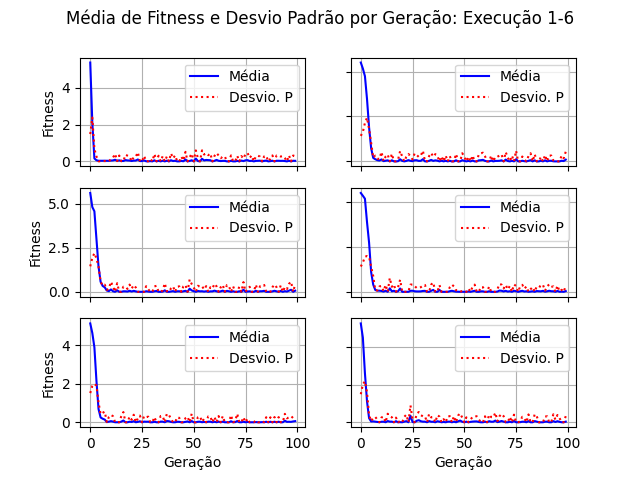 Média de Fitness e Desvio Padrão por Geração: Execução 1-6
Fitness
4
2
0
Média
Desvio. P
Média
Desvio. P
Fitness
5.0
2.5
0.0
Média
Desvio. P
Média
Desvio. P
Fitness
4
2
0
Média
Desvio. P
Média
Desvio. P
0 25 50 75 100
0 25 50 75 100
Geração
Geração